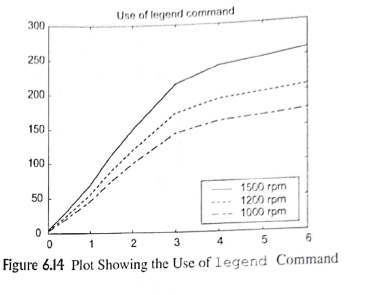 Use of legend command
300
250
200
150
100
50
0
0 1 2 3 4 5 6
1500 rpm
1200 rpm
1000 rpm
Figure 6.14 Plot Showing the Use of legend Command